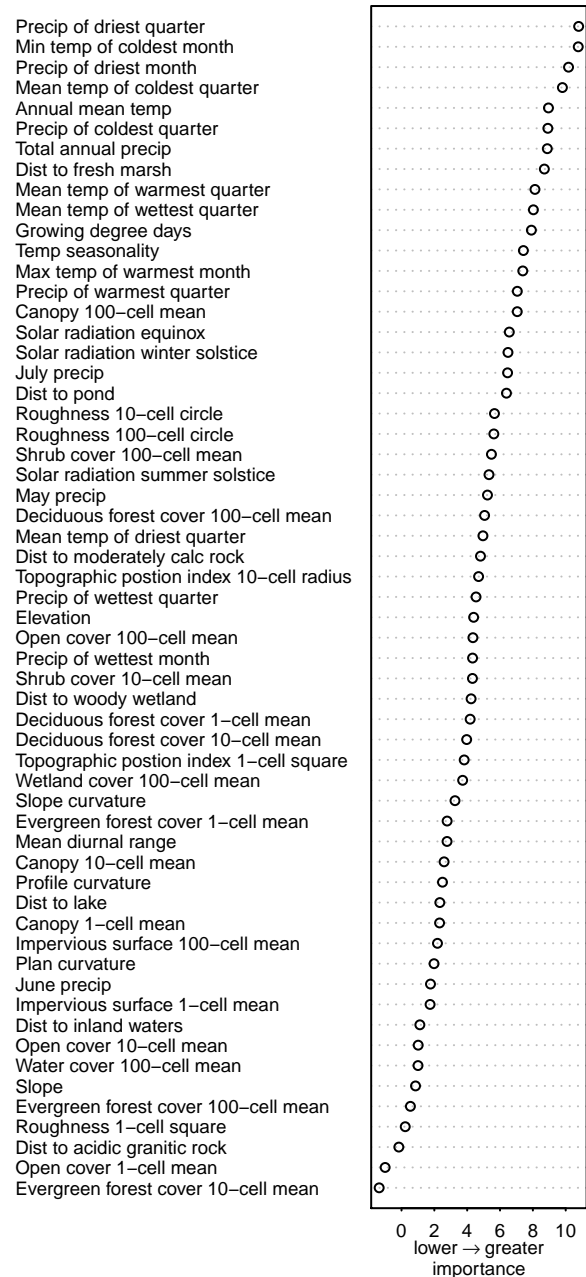 Precip of driest quarter
Min temp of coldest month
Precip of driest month
Mean temp of coldest quarter
Annual mean temp
Precip of coldest quarter
Total annual precip
Dist to fresh marsh
Mean temp of warmest quarter
Mean temp of wettest quarter
Growing degree days
Temp seasonality
Max temp of warmest month
Precip of warmest quarter
Canopy 100−cell mean
Solar radiation equinox
Solar radiation winter solstice
July precip
Dist to pond
Roughness 10−cell circle
Roughness 100−cell circle
Shrub cover 100−cell mean
Solar radiation summer solstice
May precip
Deciduous forest cover 100−cell mean
Mean temp of driest quarter
Dist to moderately calc rock
Topographic postion index 10−cell radius
Precip of wettest quarter
Elevation
Open cover 100−cell mean
Precip of wettest month
Shrub cover 10−cell mean
Dist to woody wetland
Deciduous forest cover 1−cell mean
Deciduous forest cover 10−cell mean
Topographic postion index 1−cell square
Wetland cover 100−cell mean
Slope curvature
Evergreen forest cover 1−cell mean
Mean diurnal range
Canopy 10−cell mean
Profile curvature
Dist to lake
Canopy 1−cell mean
Impervious surface 100−cell mean
Plan curvature
June precip
Impervious surface 1−cell mean
Dist to inland waters
Open cover 10−cell mean
Water cover 100−cell mean
Slope
Evergreen forest cover 100−cell mean
Roughness 1−cell square
Dist to acidic granitic rock
Open cover 1−cell mean
Evergreen forest cover 10−cell mean
0 2 4 6 8 10
lower → greater
importance